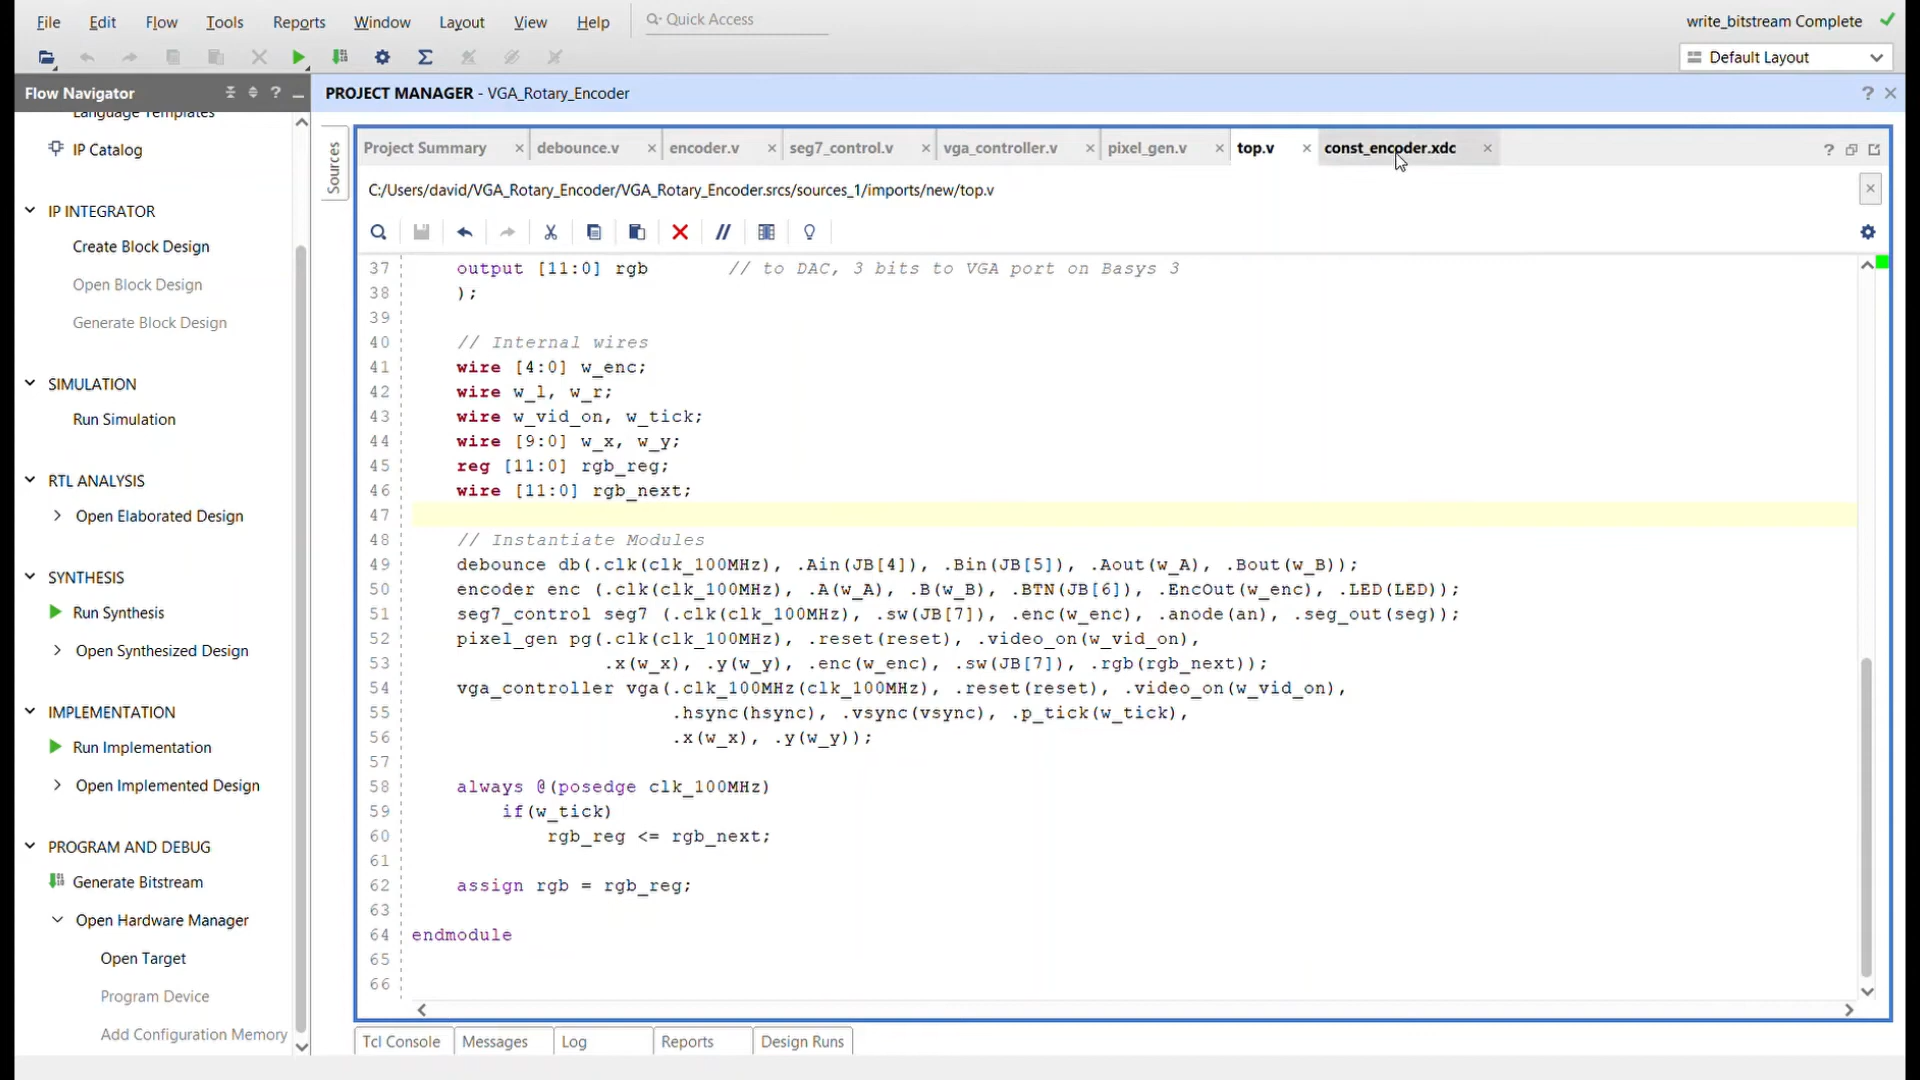 File Edit Flow Tools Reports Window Layout View Help Quick Access
write_bitstream Complete
Default Layout
Flow Navigator
PROJECT MANAGER - VGA_Rotary_Encoder
Language Templates
IP Catalog
IP INTEGRATOR
Create Block Design
Open Block Design
Generate Block Design
SIMULATION
Run Simulation
RTL ANALYSIS
Open Elaborated Design
SYNTHESIS
Run Synthesis
Open Synthesized Design
IMPLEMENTATION
Run Implementation
Open Implemented Design
PROGRAM AND DEBUG
Generate Bitstream
Open Hardware Manager
Open Target
Program Device
Add Configuration Memory
Sources
Project Summary debounce.v encoder.v seg7_control.v vga_controller.v pixel_gen.v top.v const_encoder.xdc
C:/Users/david/VGA_Rotary_Encoder/VGA_Rotary_Encoder.srcs/sources_1/imports/new/top.v
37 output [11:0] rgb // to DAC, 3 bits to VGA port on Basys 3
38 );
39
40 // Internal wires
41 wire [4:0] w_enc;
42 wire w_l, w_r;
43 wire w_vid_on, w_tick;
44 wire [9:0] w_x, w_y;
45 reg [11:0] rgb_reg;
46 wire [11:0] rgb_next;
47
48 // Instantiate Modules
49 debounce db(.clk(clk_100MHz), .Ain(JB[4]), .Bin(JB[5]), .Aout(w_A), .Bout(w_B));
50 encoder enc (.clk(clk_100MHz), .A(w_A), .B(w_B), .BTN(JB[6]), .EncOut(w_enc), .LED(LED));
51 seg7_control seg7 (.clk(clk_100MHz), .sw(JB[7]), .enc(w_enc), .anode(an), .seg_out(seg));
52 pixel_gen pg(.clk(clk_100MHz), .reset(reset), .video_on(w_vid_on),
53 .x(w_x), .y(w_y), .enc(w_enc), .sw(JB[7]), .rgb(rgb_next));
54 vga_controller vga(.clk_100MHz(clk_100MHz), .reset(reset), .video_on(w_vid_on),
55 .hsync(hsync), .vsync(vsync), .p_tick(w_tick),
56 .x(w_x), .y(w_y));
57
58 always @(posedge clk_100MHz)
59 if(w_tick)
60 rgb_reg <= rgb_next;
61
62 assign rgb = rgb_reg;
63
64 endmodule
65
66
Tcl Console Messages Log Reports Design Runs